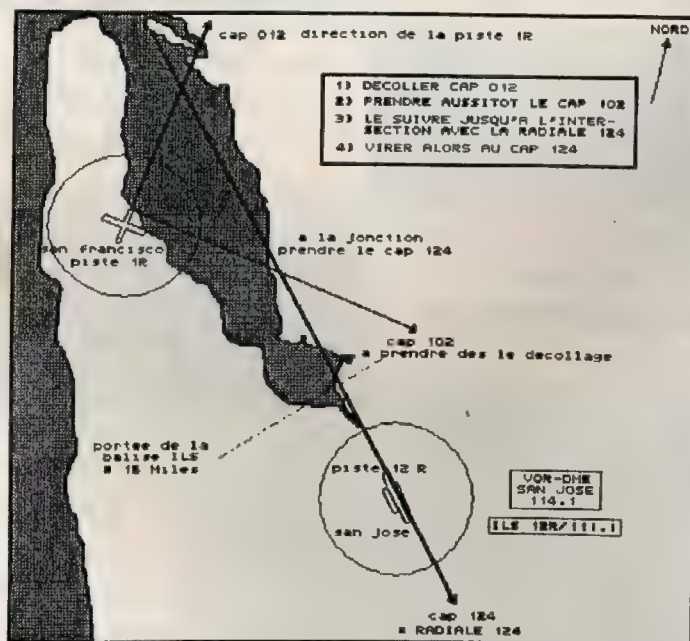 cap 012 direction de la piste 1R
NORD
1) DECOLLER CAP 012
2) PRENDRE AUSSITOT LE CAP 102
3) LE SUIVRE JUSQU'A L'INTER-
SECTION AVEC LA RADIALE 124
4) VIRER ALORS AU CAP 124
san francisco
piste 1R
a la jonction
prendre le cap 124
cap 102
a prendre des le decollage
portee de la
balise ILS
# 15 Miles
piste 12 R
san jose
VOR-DME
SAN JOSE
114.1
ILS 12R/111.1
cap 124
= RADIALE 124